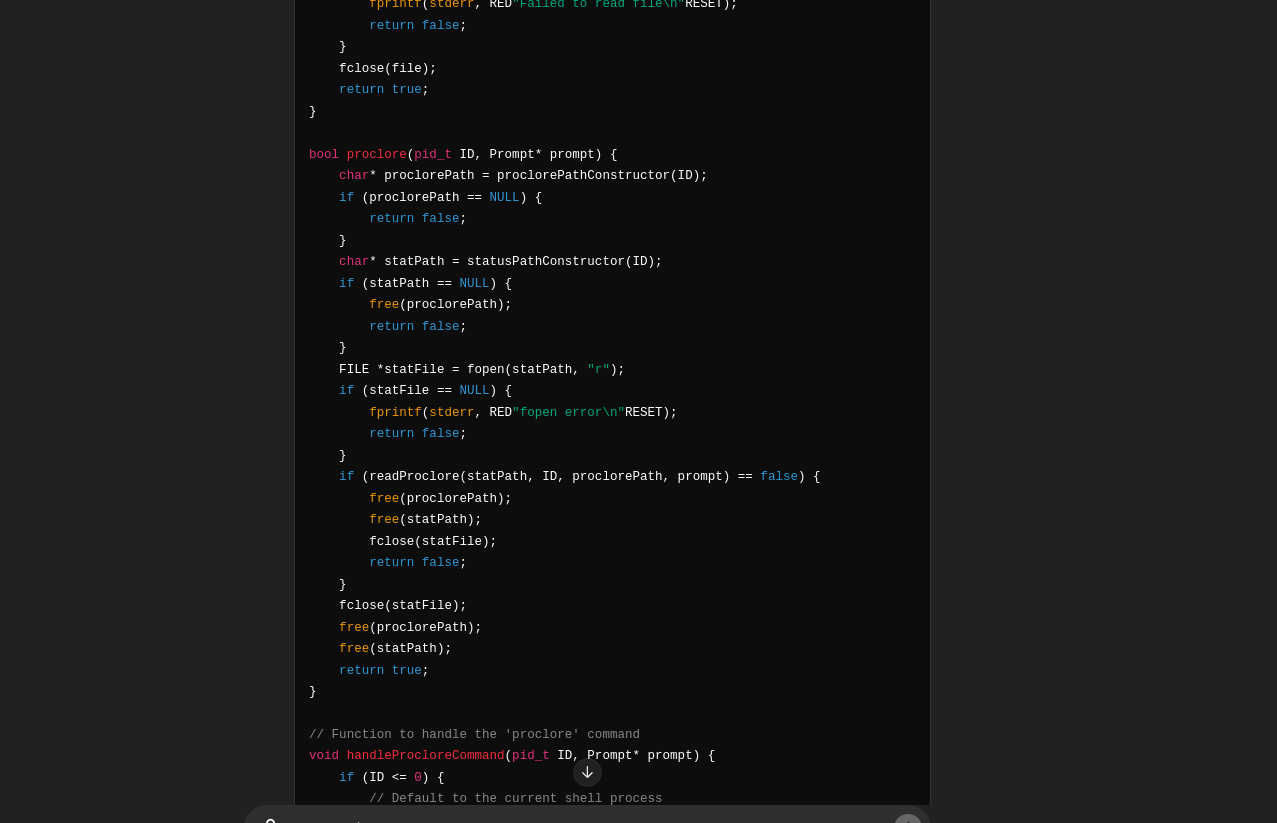 fprintf(stderr, RED"Failed to read file\n"RESET);
        return false;
    }
    fclose(file);
    return true;
}

bool proclore(pid_t ID, Prompt* prompt) {
    char* proclorePath = proclorePathConstructor(ID);
    if (proclorePath == NULL) {
        return false;
    }
    char* statPath = statusPathConstructor(ID);
    if (statPath == NULL) {
        free(proclorePath);
        return false;
    }
    FILE *statFile = fopen(statPath, "r");
    if (statFile == NULL) {
        fprintf(stderr, RED"fopen error\n"RESET);
        return false;
    }
    if (readProclore(statPath, ID, proclorePath, prompt) == false) {
        free(proclorePath);
        free(statPath);
        fclose(statFile);
        return false;
    }
    fclose(statFile);
    free(proclorePath);
    free(statPath);
    return true;
}

// Function to handle the 'proclore' command
void handleProcloreCommand(pid_t ID, Prompt* prompt) {
    if (ID <= 0) {
        // Default to the current shell process